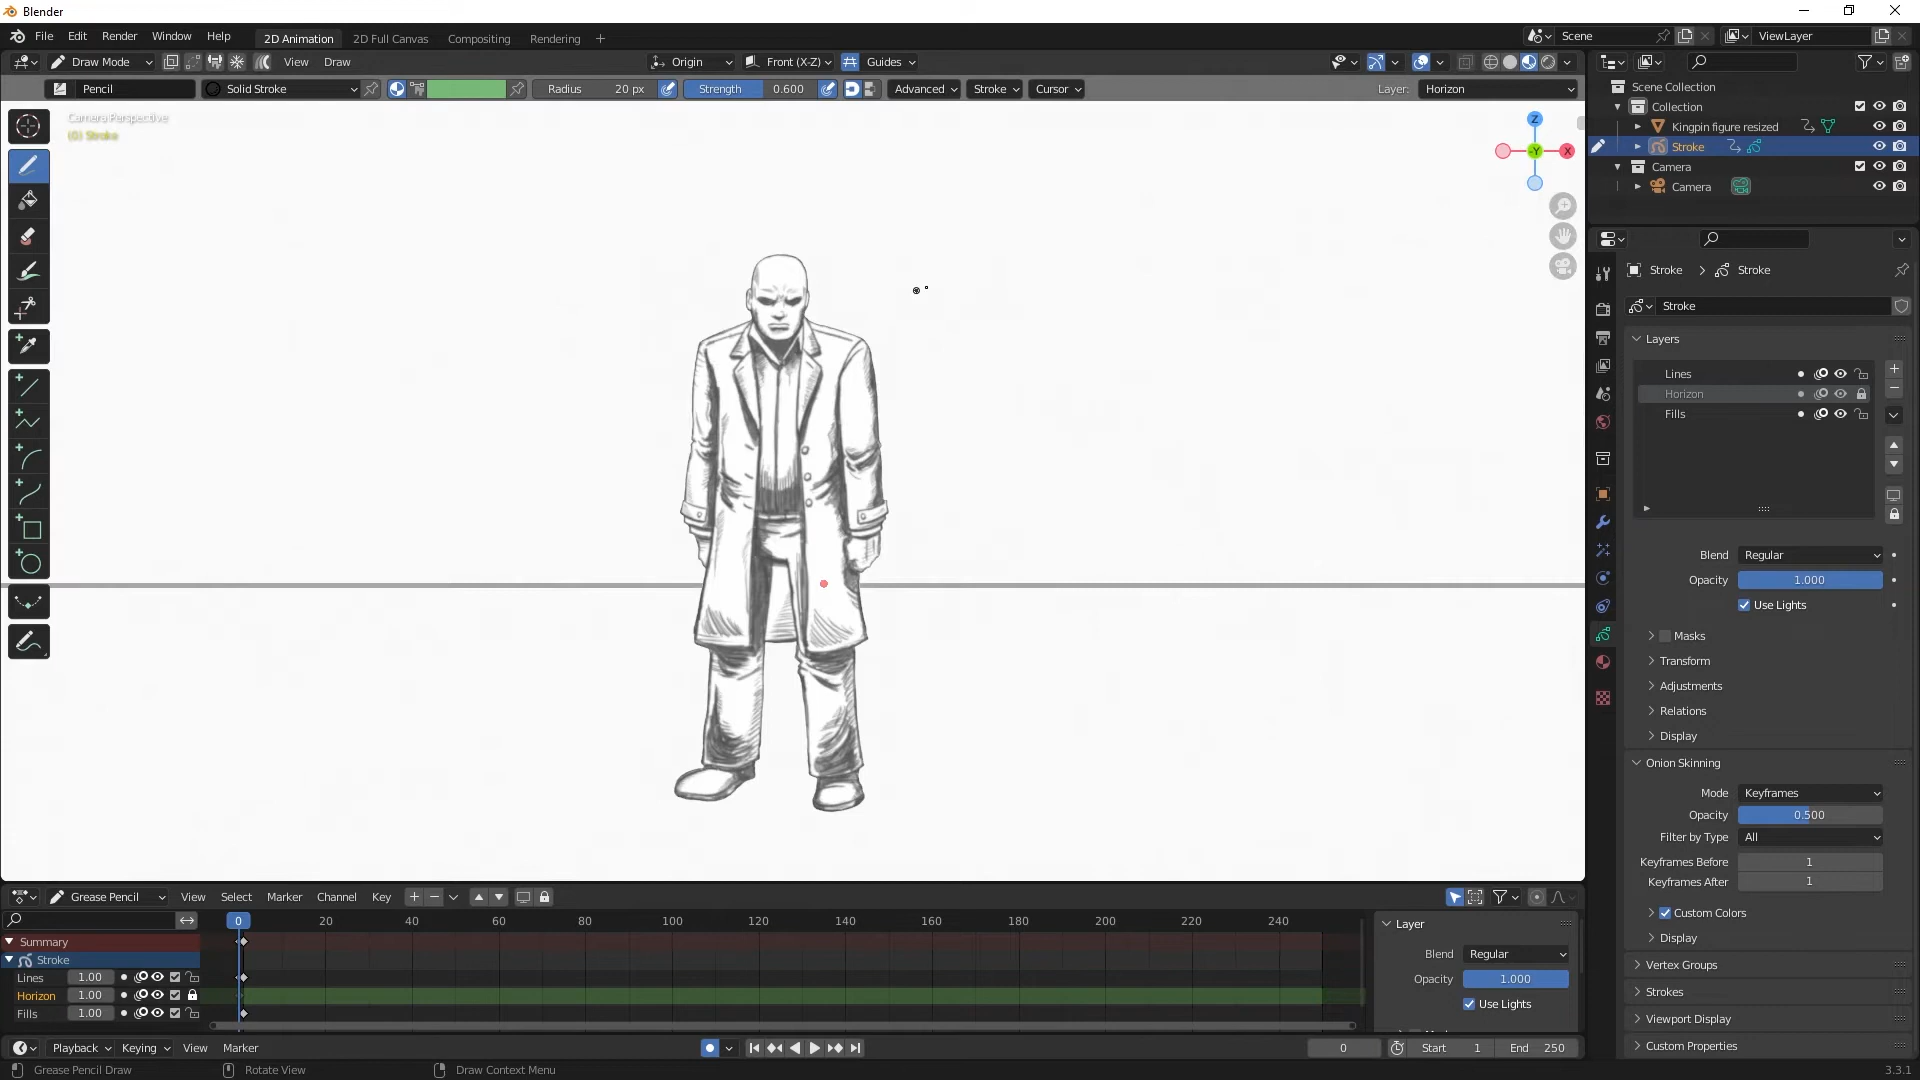 Blender
File Edit Render Window Help 2D Animation 2D Full Canvas Compositing Rendering + Scene ViewLayer
Draw Mode View Draw Origin Front (X-Z) Guides
Pencil Solid Stroke Radius 20 px Strength 0.600 Advanced Stroke Cursor Layer: Horizon
Camera Perspective
(0) Stroke
Z
-Y X
Scene Collection
Collection
Kingpin figure resized
Stroke
Camera
Camera
Stroke Stroke
Stroke
Layers
Lines
Horizon
Fills
Blend Regular
Opacity 1.000
Use Lights
Masks
Transform
Adjustments
Relations
Display
Onion Skinning
Mode Keyframes
Opacity 0.500
Filter by Type All
Keyframes Before 1
Keyframes After 1
Custom Colors
Display
Vertex Groups
Strokes
Viewport Display
Custom Properties
Grease Pencil View Select Marker Channel Key
0 20 40 60 80 100 120 140 160 180 200 220 240
Summary
Stroke
Lines 1.00
Horizon 1.00
Fills 1.00
Layer
Blend Regular
Opacity 1.000
Use Lights
Playback Keying View Marker 0 Start 1 End 250
Grease Pencil Draw Rotate View Draw Context Menu 3.3.1